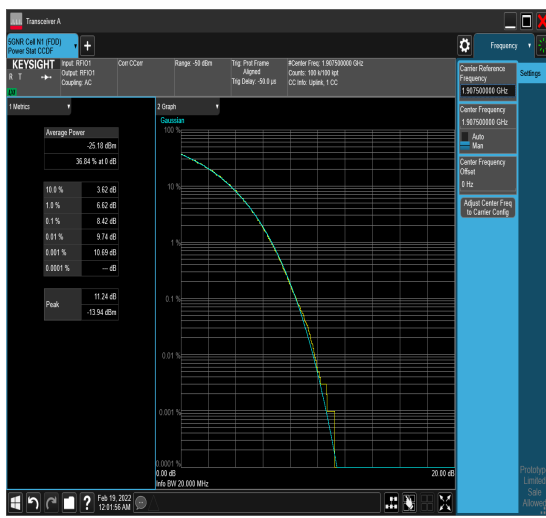 Transceiver A
5GNR Cell N1 (FDD)
Power Stat CCDF
Frequency
KEYSIGHT
R T
Input: RFIO1
Output: RFIO1
Coupling: AC
Corr CCorr
Range: -50 dBm
Trig: Prot Frame
Aligned
Trig Delay: -50.0 µs
#Center Freq: 1.907500000 GHz
Counts: 100 k/100 kpt
CC Info: Uplink, 1 CC
1 Metrics
Average Power
-25.18 dBm
36.84 % at 0 dB
10.0 % 3.62 dB
1.0 % 6.62 dB
0.1 % 8.42 dB
0.01 % 9.74 dB
0.001 % 10.69 dB
0.0001 % --- dB
Peak
11.24 dB
-13.94 dBm
2 Graph
Gaussian
100 %
10 %
1 %
0.1 %
0.01 %
0.001 %
0.0001 %
0.00 dB
20.00 dB
Info BW 20.000 MHz
Carrier Reference
Frequency
1.907500000 GHz
Center Frequency
1.907500000 GHz
Auto
Man
Center Frequency
Offset
0 Hz
Adjust Center Freq
to Carrier Config
Settings
Feb 19, 2022
12:01:56 AM
Limited
Sale